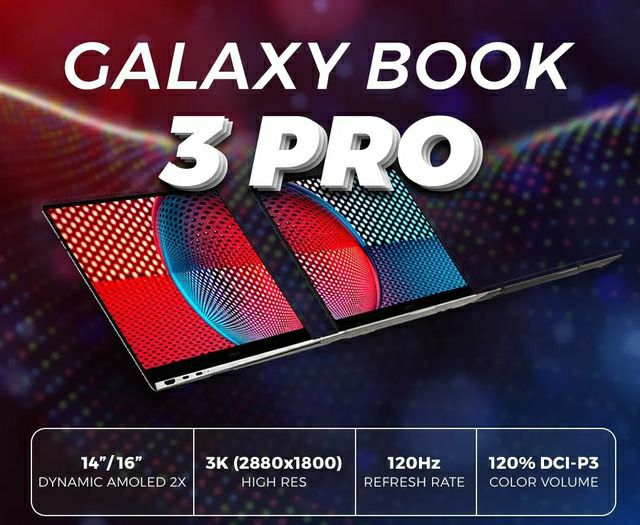 GALAXY BOOK
3 PRO
14”/16”
DYNAMIC AMOLED 2X
3K (2880x1800)
HIGH RES
120Hz
REFRESH RATE
120% DCI-P3
COLOR VOLUME